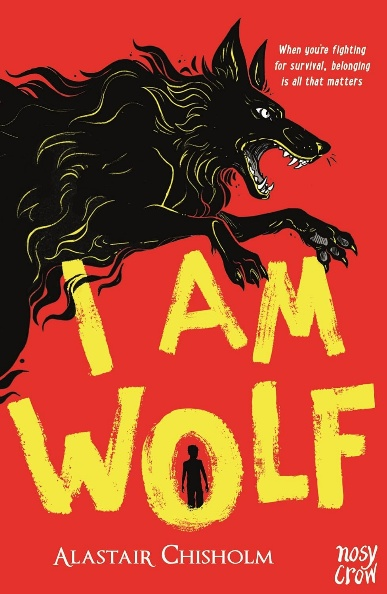 When you're fighting
for survival, belonging
is all that matters
I AM
WOLF
ALASTAIR CHISHOLM
nosy
crow